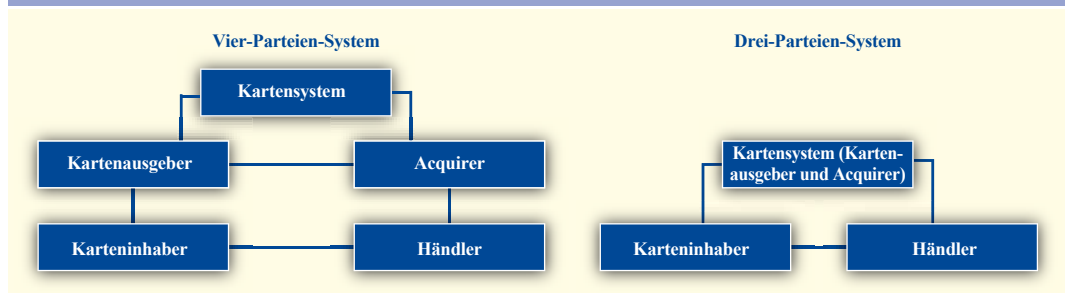 Vier-Parteien-System
Kartensystem
Kartenausgeber
Acquirer
Karteninhaber
Händler
Drei-Parteien-System
Kartensystem (Karten-
ausgeber und Acquirer)
Karteninhaber
Händler